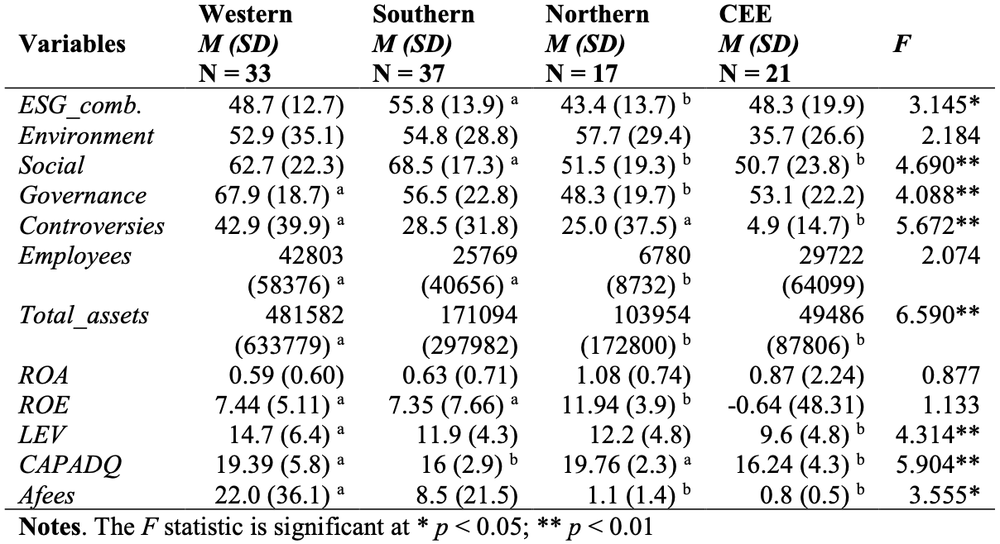 Western Southern Northern CEE
Variables M (SD) M (SD) M (SD) M (SD) F
N = 33 N = 37 N = 17 N = 21
ESG_comb. 48.7 (12.7) 55.8 (13.9) a 43.4 (13.7) b 48.3 (19.9) 3.145*
Environment 52.9 (35.1) 54.8 (28.8) 57.7 (29.4) 35.7 (26.6) 2.184
Social 62.7 (22.3) 68.5 (17.3) a 51.5 (19.3) b 50.7 (23.8) b 4.690**
Governance 67.9 (18.7) a 56.5 (22.8) 48.3 (19.7) b 53.1 (22.2) 4.088**
Controversies 42.9 (39.9) a 28.5 (31.8) 25.0 (37.5) a 4.9 (14.7) b 5.672**
Employees 42803 25769 6780 29722 2.074
(58376) a (40656) a (8732) b (64099)
Total_assets 481582 171094 103954 49486 6.590**
(633779) a (297982) (172800) b (87806) b
ROA 0.59 (0.60) 0.63 (0.71) 1.08 (0.74) 0.87 (2.24) 0.877
ROE 7.44 (5.11) a 7.35 (7.66) a 11.94 (3.9) b -0.64 (48.31) 1.133
LEV 14.7 (6.4) a 11.9 (4.3) 12.2 (4.8) 9.6 (4.8) b 4.314**
CAPADQ 19.39 (5.8) a 16 (2.9) b 19.76 (2.3) a 16.24 (4.3) b 5.904**
Afees 22.0 (36.1) a 8.5 (21.5) 1.1 (1.4) b 0.8 (0.5) b 3.555*
Notes. The F statistic is significant at * p < 0.05; ** p < 0.01